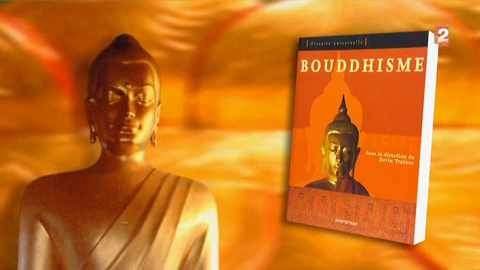 [ Histoire universelle ]
2
BOUDDHISME
Sous la direction de
Kevin Trainor